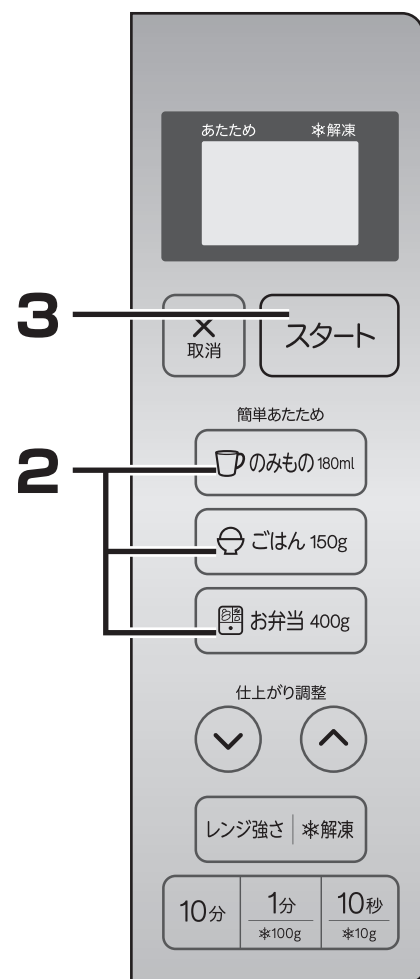 あたため ❄解凍
3
× 取消 スタート
簡単あたため
2
のみもの 180ml
ごはん 150g
お弁当 400g
仕上がり調整
レンジ強さ ❄解凍
10分 1分 10秒
❄100g ❄10g